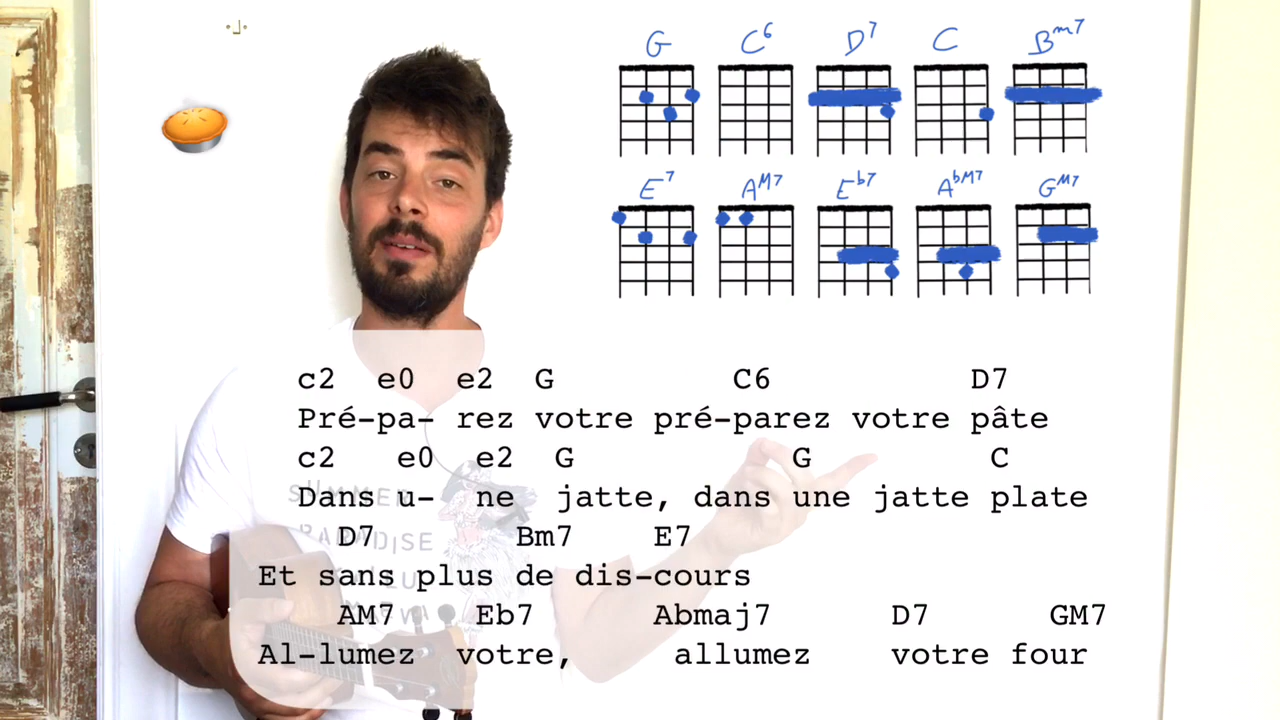 G C6 D7 C Bm7
E7 AM7 Eb7 AbM7 GM7
c2 e0 e2 G C6 D7
Pré-pa- rez votre pré-parez votre pâte
c2 e0 e2 G G C
Dans u- ne jatte, dans une jatte plate
D7 Bm7 E7
Et sans plus de dis-cours
AM7 Eb7 Abmaj7 D7 GM7
Al-lumez votre, allumez votre four
SUMMER
PARADISE